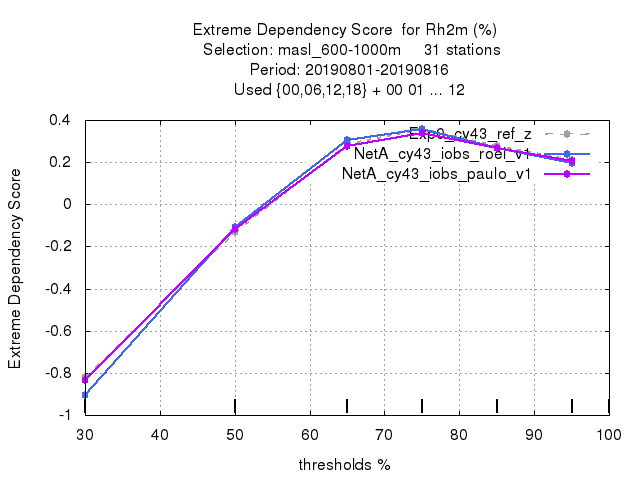 Extreme Dependency Score  for Rh2m (%)
Selection: masl_600-1000m     31 stations
Period: 20190801-20190816
Used {00,06,12,18} + 00 01 ... 12
Extreme Dependency Score
0.4
0.2
0
-0.2
-0.4
-0.6
-0.8
-1
Exp0_cy43_ref_z
NetA_cy43_iobs_roel_v1
NetA_cy43_iobs_paulo_v1
30 40 50 60 70 80 90 100
thresholds %